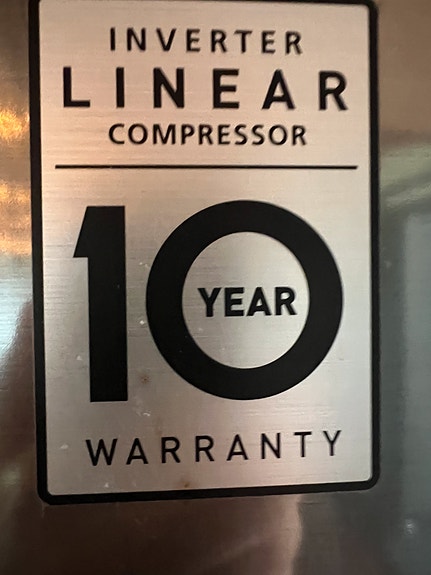 INVERTER
LINEAR
COMPRESSOR
10 YEAR
WARRANTY